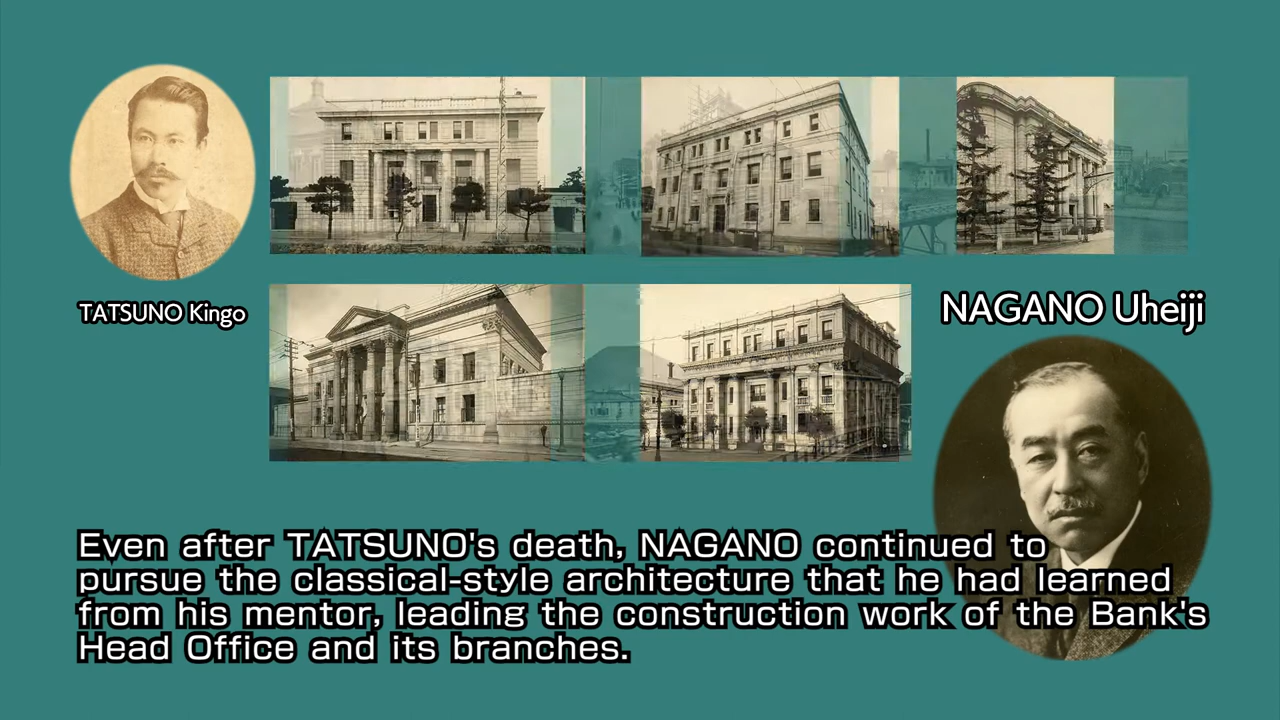 TATSUNO Kingo
NAGANO Uheiji
Even after TATSUNO's death, NAGANO continued to
pursue the classical-style architecture that he had learned
from his mentor, leading the construction work of the Bank's
Head Office and its branches.